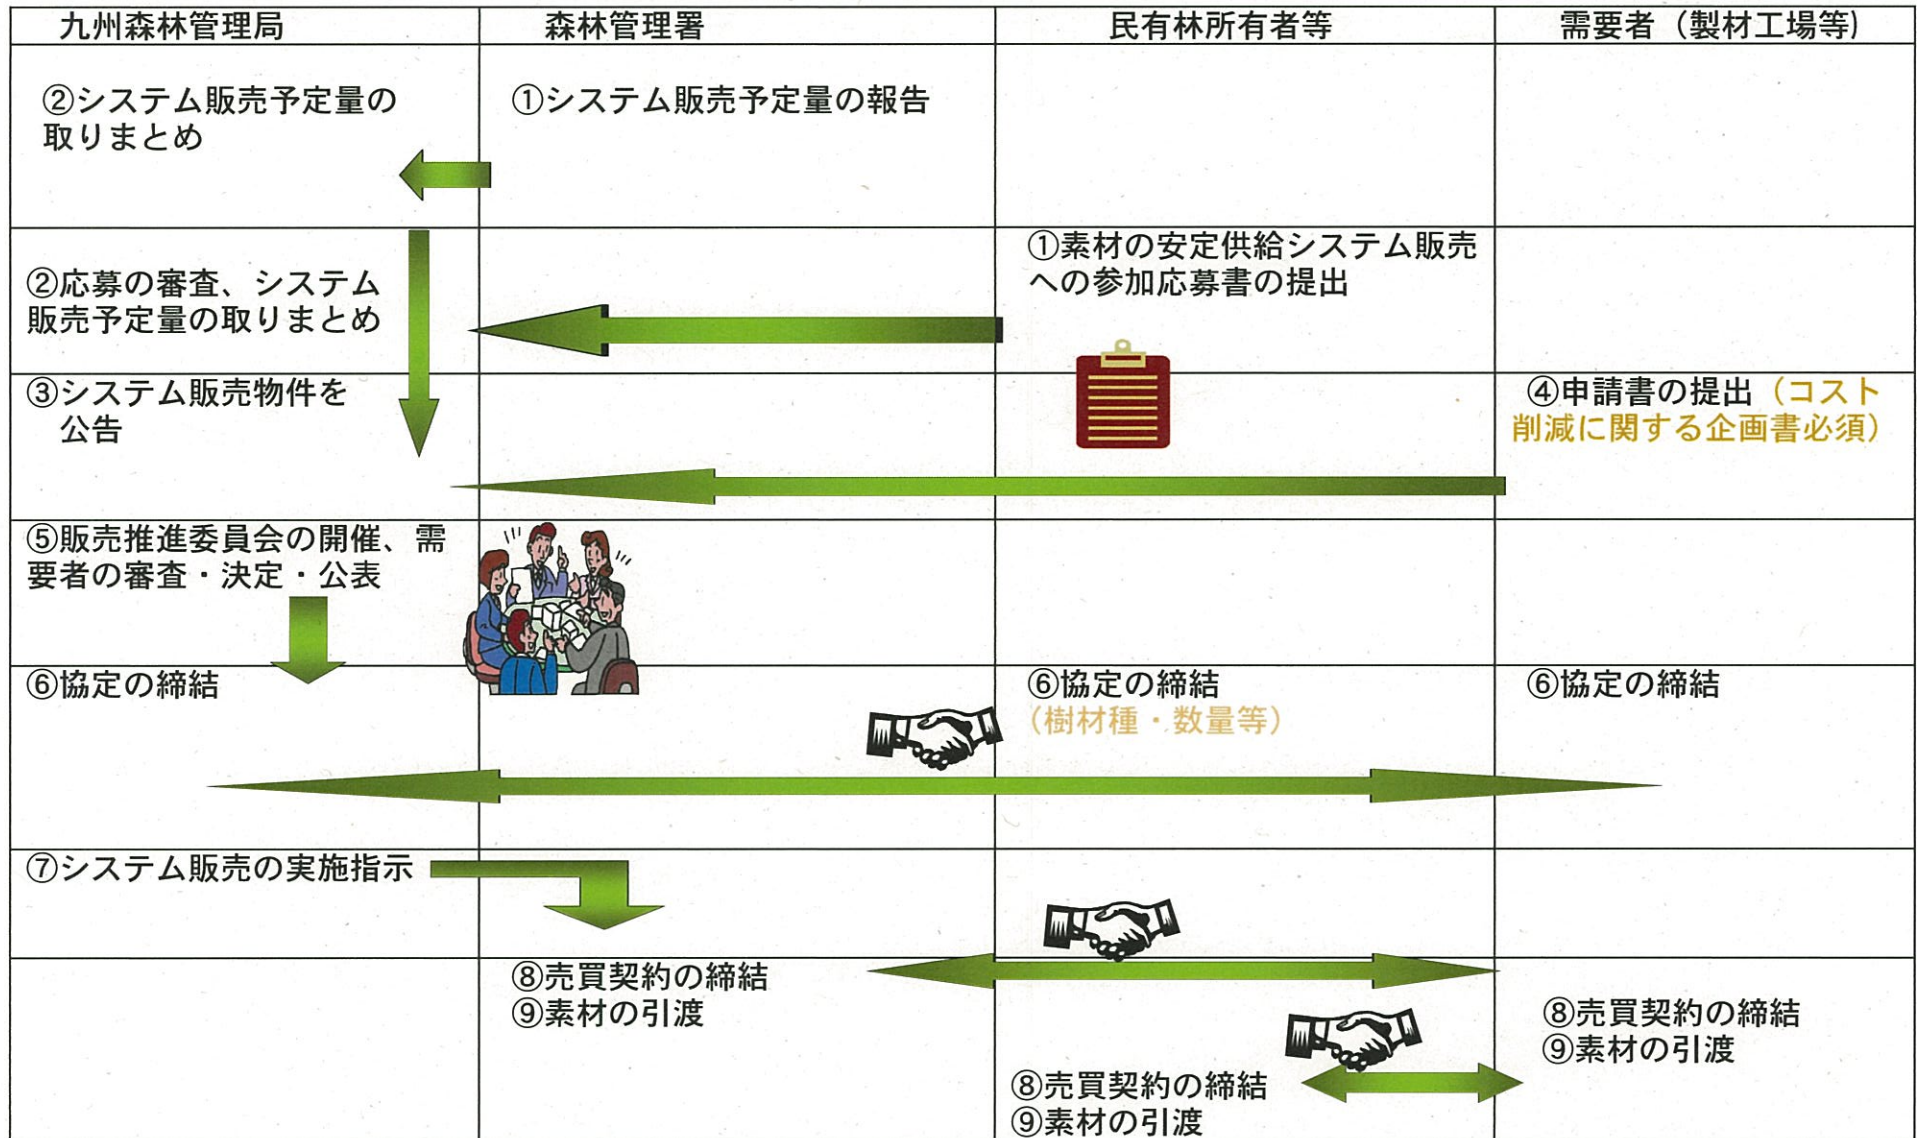 九州森林管理局
森林管理署
民有林所有者等
需要者（製材工場等）
②システム販売予定量の
取りまとめ
①システム販売予定量の報告
②応募の審査、システム
販売予定量の取りまとめ
①素材の安定供給システム販売
への参加応募書の提出
③システム販売物件を
公告
④申請書の提出（コスト
削減に関する企画書必須）
⑤販売推進委員会の開催、需
要者の審査・決定・公表
⑥協定の締結
⑥協定の締結
（樹材種・数量等）
⑥協定の締結
⑦システム販売の実施指示
⑧売買契約の締結
⑨素材の引渡
⑧売買契約の締結
⑨素材の引渡
⑧売買契約の締結
⑨素材の引渡